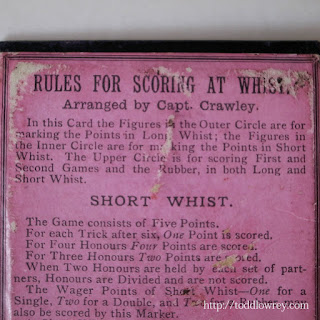 RULES FOR SCORING AT WHIST.
Arranged by Capt. Crawley.
In this Card the Figures in the Outer Circle are for
marking the Points in Long Whist; the Figures in
the Inner Circle are for marking the Points in Short
Whist. The Upper Circle is for scoring First and
Second Games and the Rubber, in both Long and
Short Whist.
SHORT WHIST.
The Game consists of Five Points.
For each Trick after six, One Point is scored.
For Four Honours Four Points are scored.
For Three Honours Two Points are scored.
When Two Honours are held by each set of part-
ners, Honours are Divided and are not scored.
The Wager Points of Short Whist—One for a
Single, Two for a Double, and
also be scored by this Marker.
http://toddlowrey.com